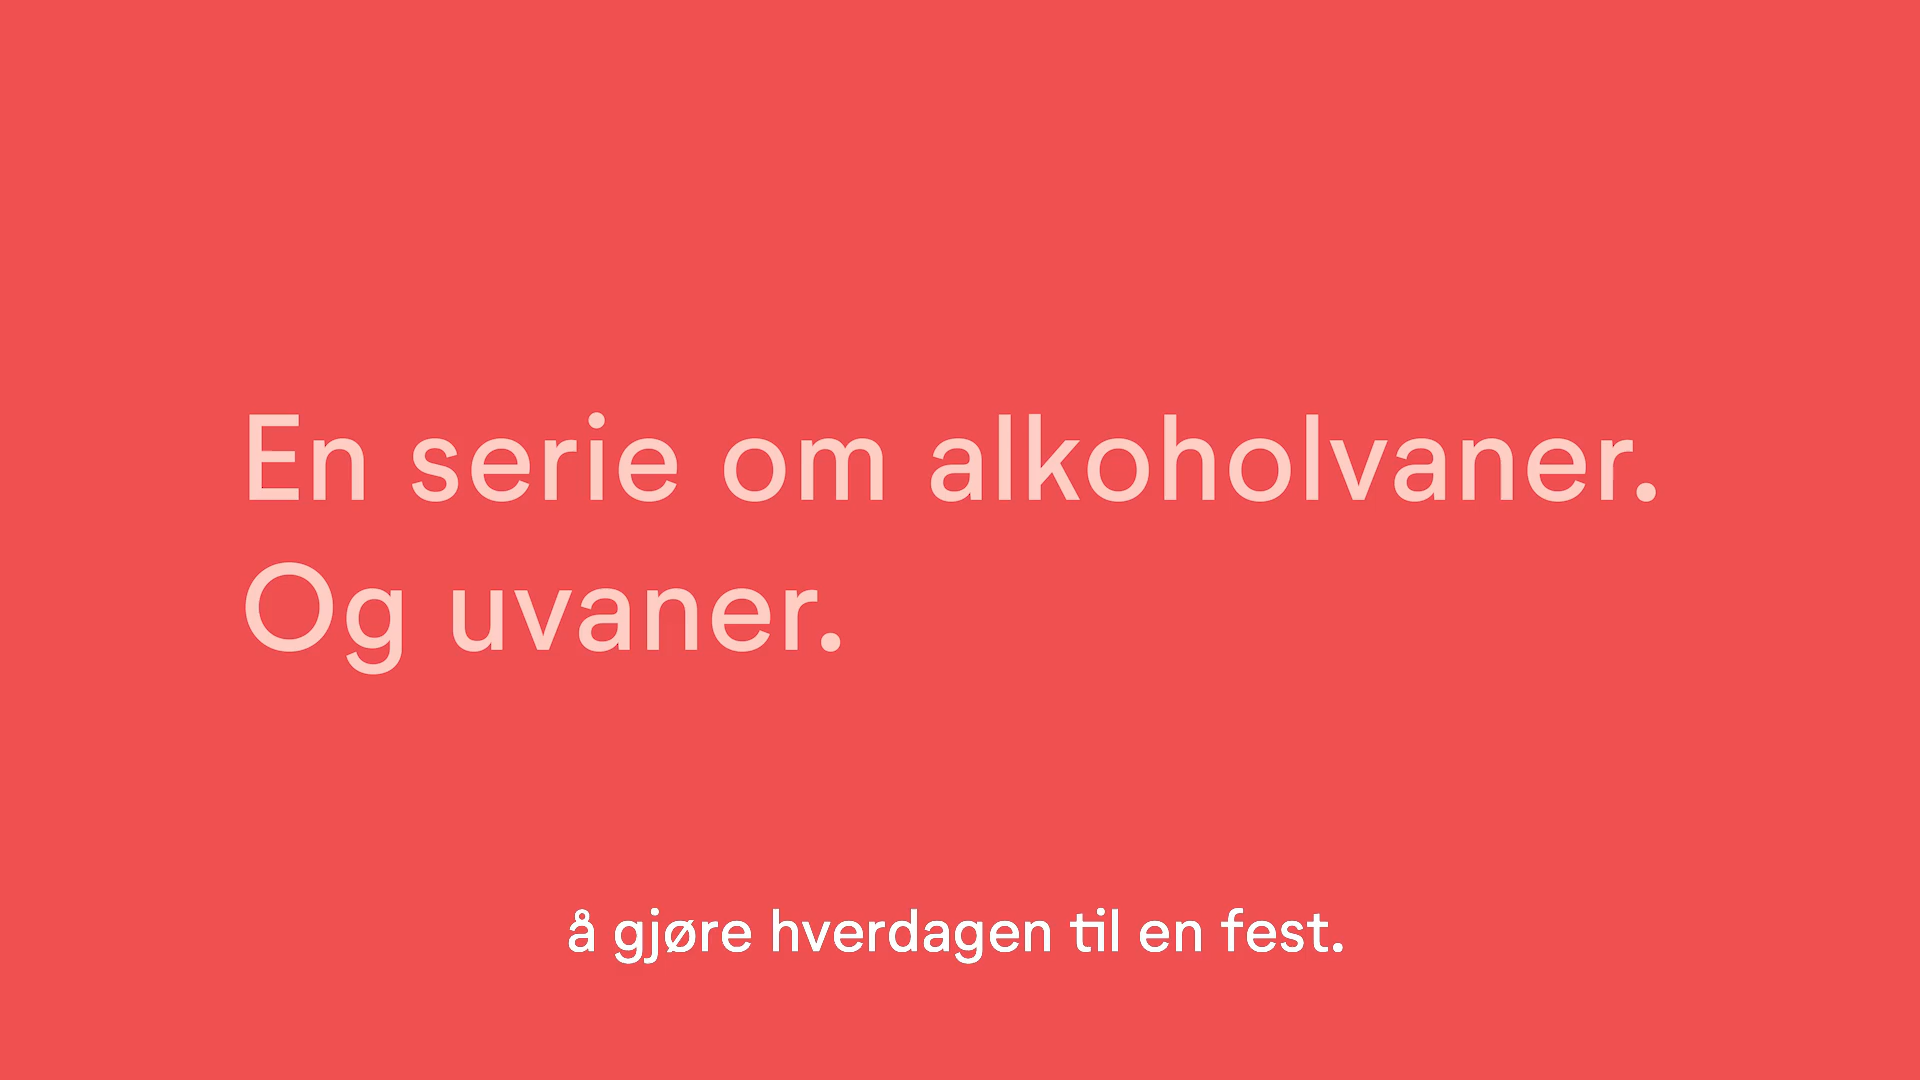 En serie om alkoholvaner.
Og uvaner.
å gjøre hverdagen til en fest.